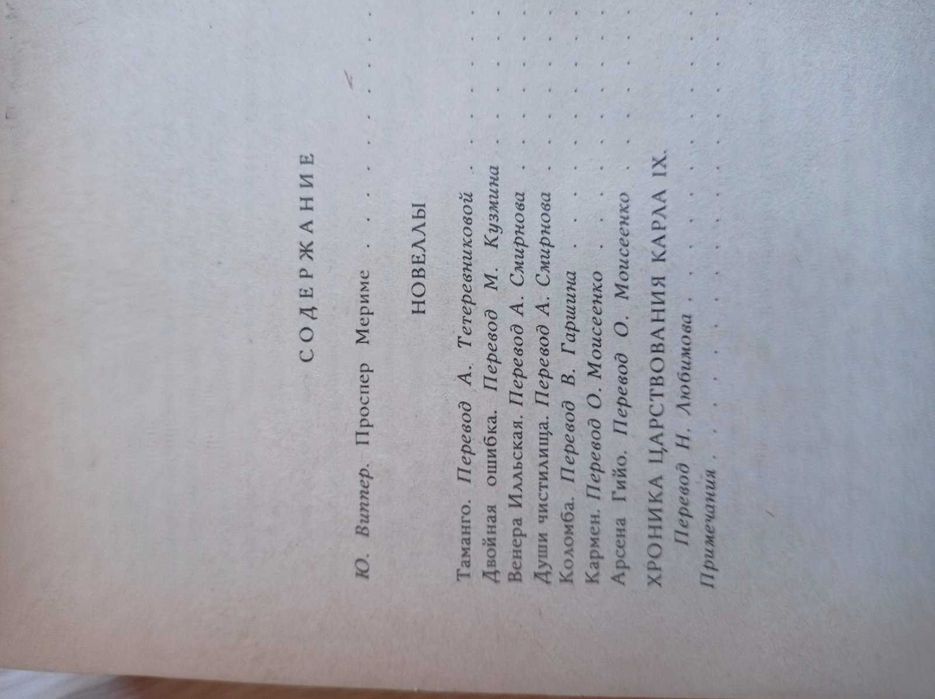 СОДЕРЖАНИЕ
Ю. Виппер. Проспер Мериме . . . . . . . .
НОВЕЛЛЫ
Таманго. Перевод А. Тетеревниковой . . . . . .
Двойная ошибка. Перевод М. Кузмина . . . . .
Венера Илльская. Перевод А. Смирнова . . . . . .
Души чистилища. Перевод А. Смирнова . . . . . .
Коломба. Перевод В. Гаршина . . . . . . . .
Кармен. Перевод О. Моисеенко . . . . . . . .
Арсена Гийо. Перевод О. Моисеенко . . . . . .
ХРОНИКА ЦАРСТВОВАНИЯ КАРЛА IX.
Перевод Н. Любимова . . . . . . . . .
Примечания . . . . . . . . . . . . .